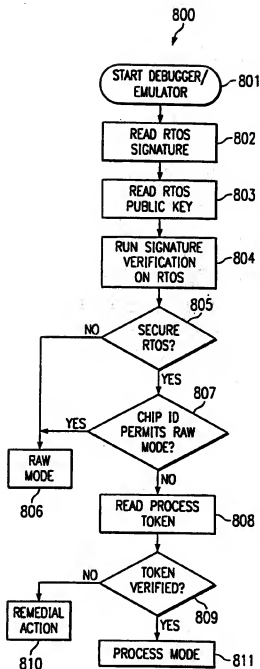 800
START DEBUGGER/
EMULATOR
801
READ RTOS
SIGNATURE
802
READ RTOS
PUBLIC KEY
803
RUN SIGNATURE
VERIFICATION
ON RTOS
804
805
NO
SECURE
RTOS?
YES
807
YES
CHIP ID
PERMITS RAW
MODE?
RAW
MODE
806
NO
READ PROCESS
TOKEN
808
NO
TOKEN
VERIFIED?
809
REMEDIAL
ACTION
810
YES
PROCESS MODE
811